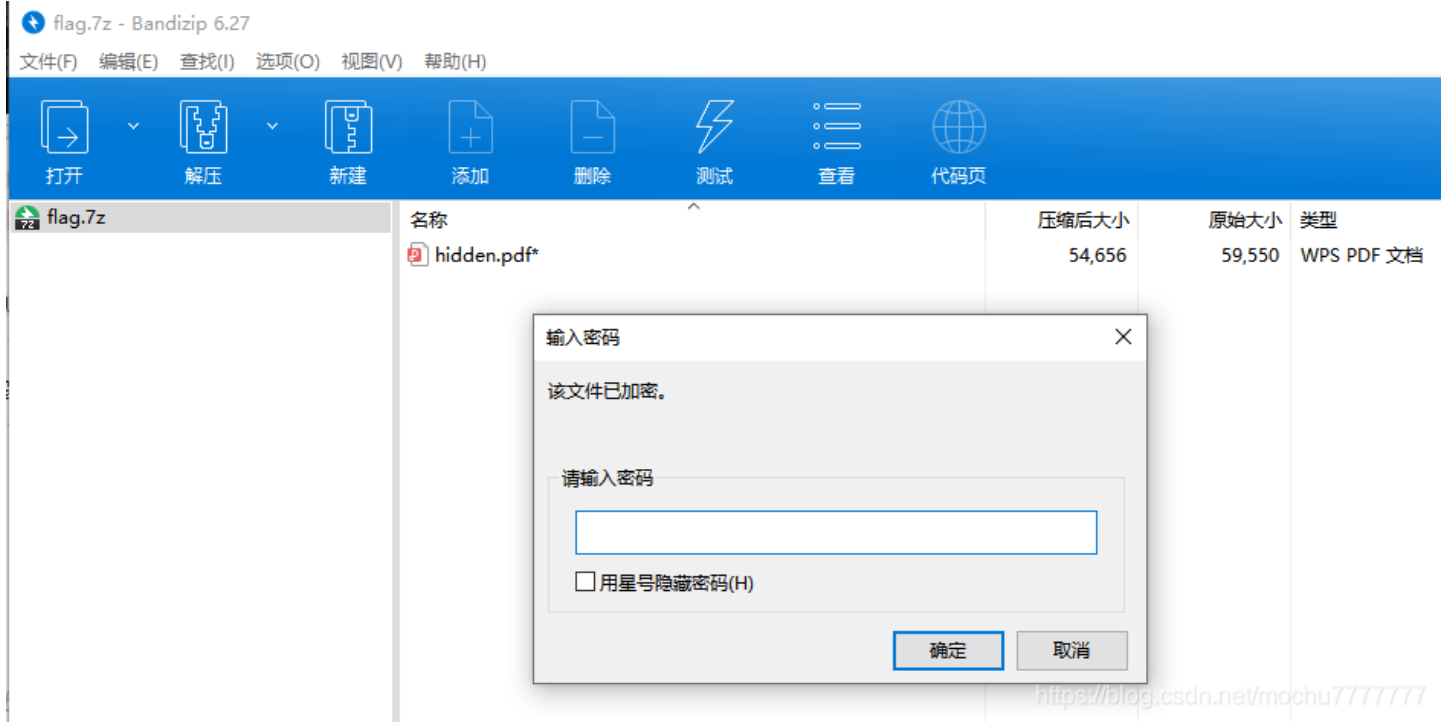 flag.7z - Bandizip 6.27
文件(F) 编辑(E) 查找(I) 选项(O) 视图(V) 帮助(H)
打开 解压 新建 添加 删除 测试 查看 代码页
flag.7z
名称 压缩后大小 原始大小 类型
hidden.pdf* 54,656 59,550 WPS PDF 文档
输入密码
该文件已加密。
请输入密码
用星号隐藏密码(H)
确定 取消
https://blog.csdn.net/mochu7777777